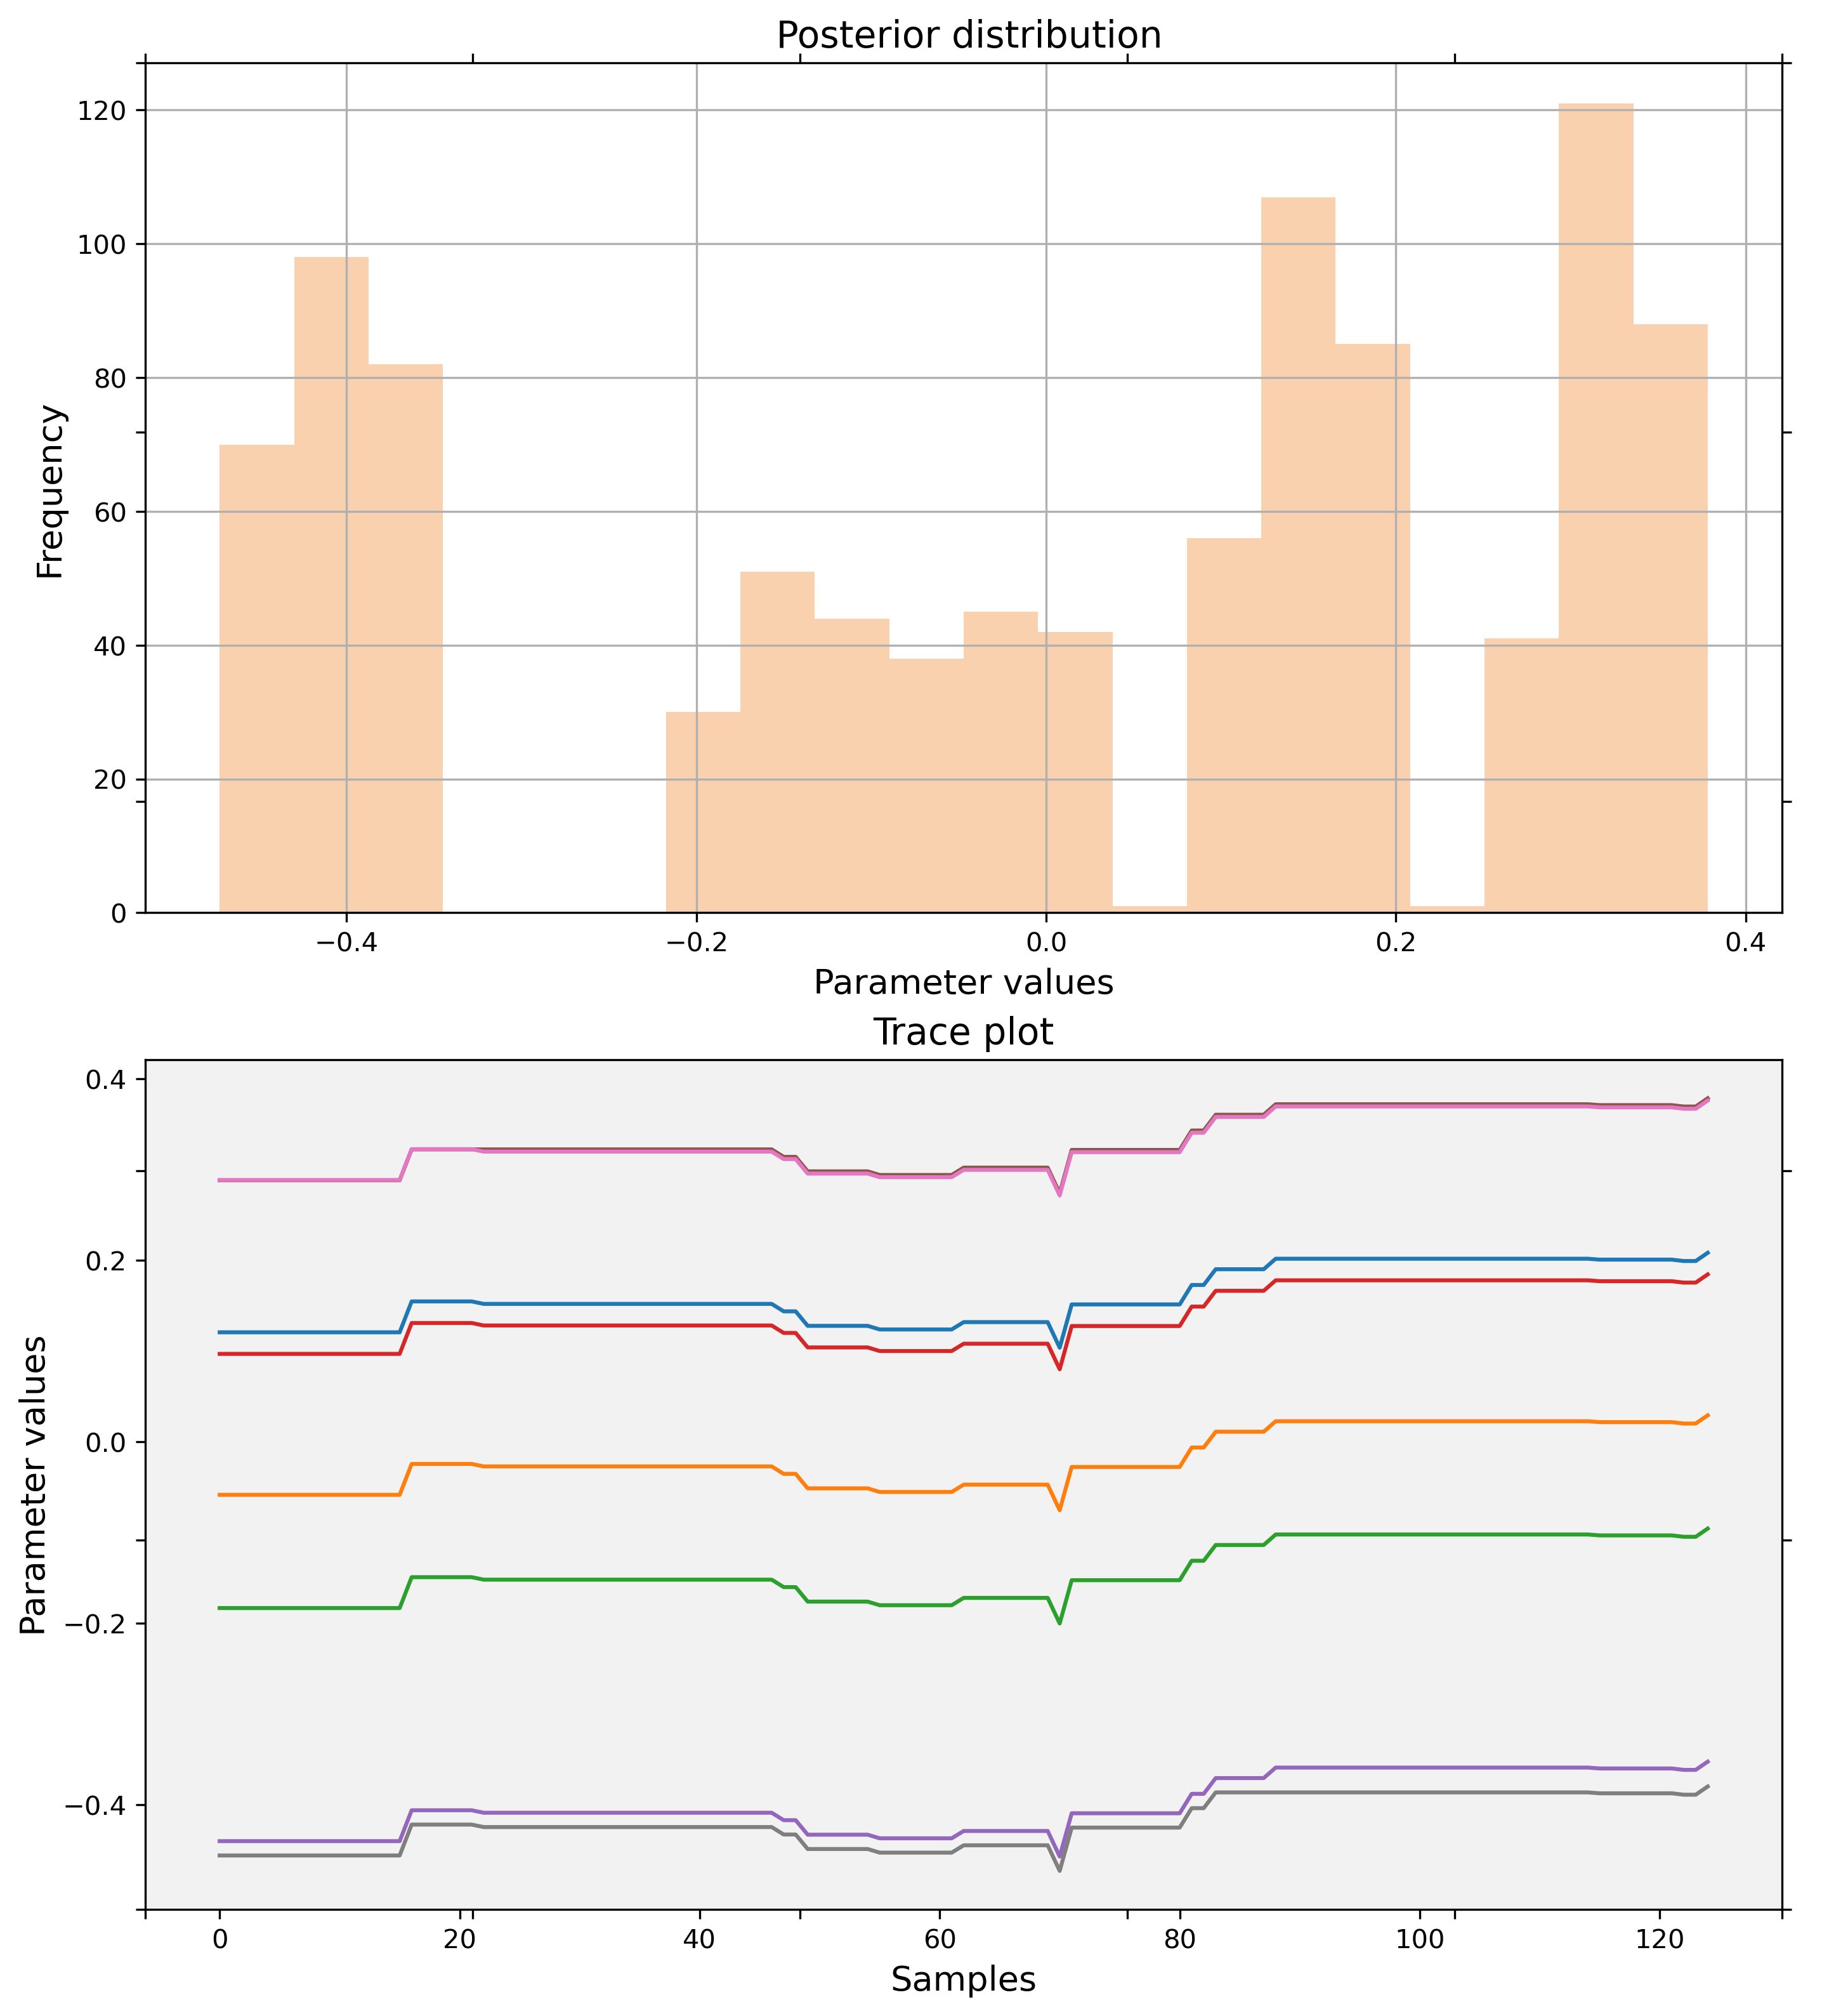 Posterior distribution
120
100
80
60
40
20
0
Frequency
−0.4 −0.2 0.0 0.2 0.4
Parameter values
Trace plot
0.4
0.2
0.0
−0.2
−0.4
Parameter values
0 20 40 60 80 100 120
Samples